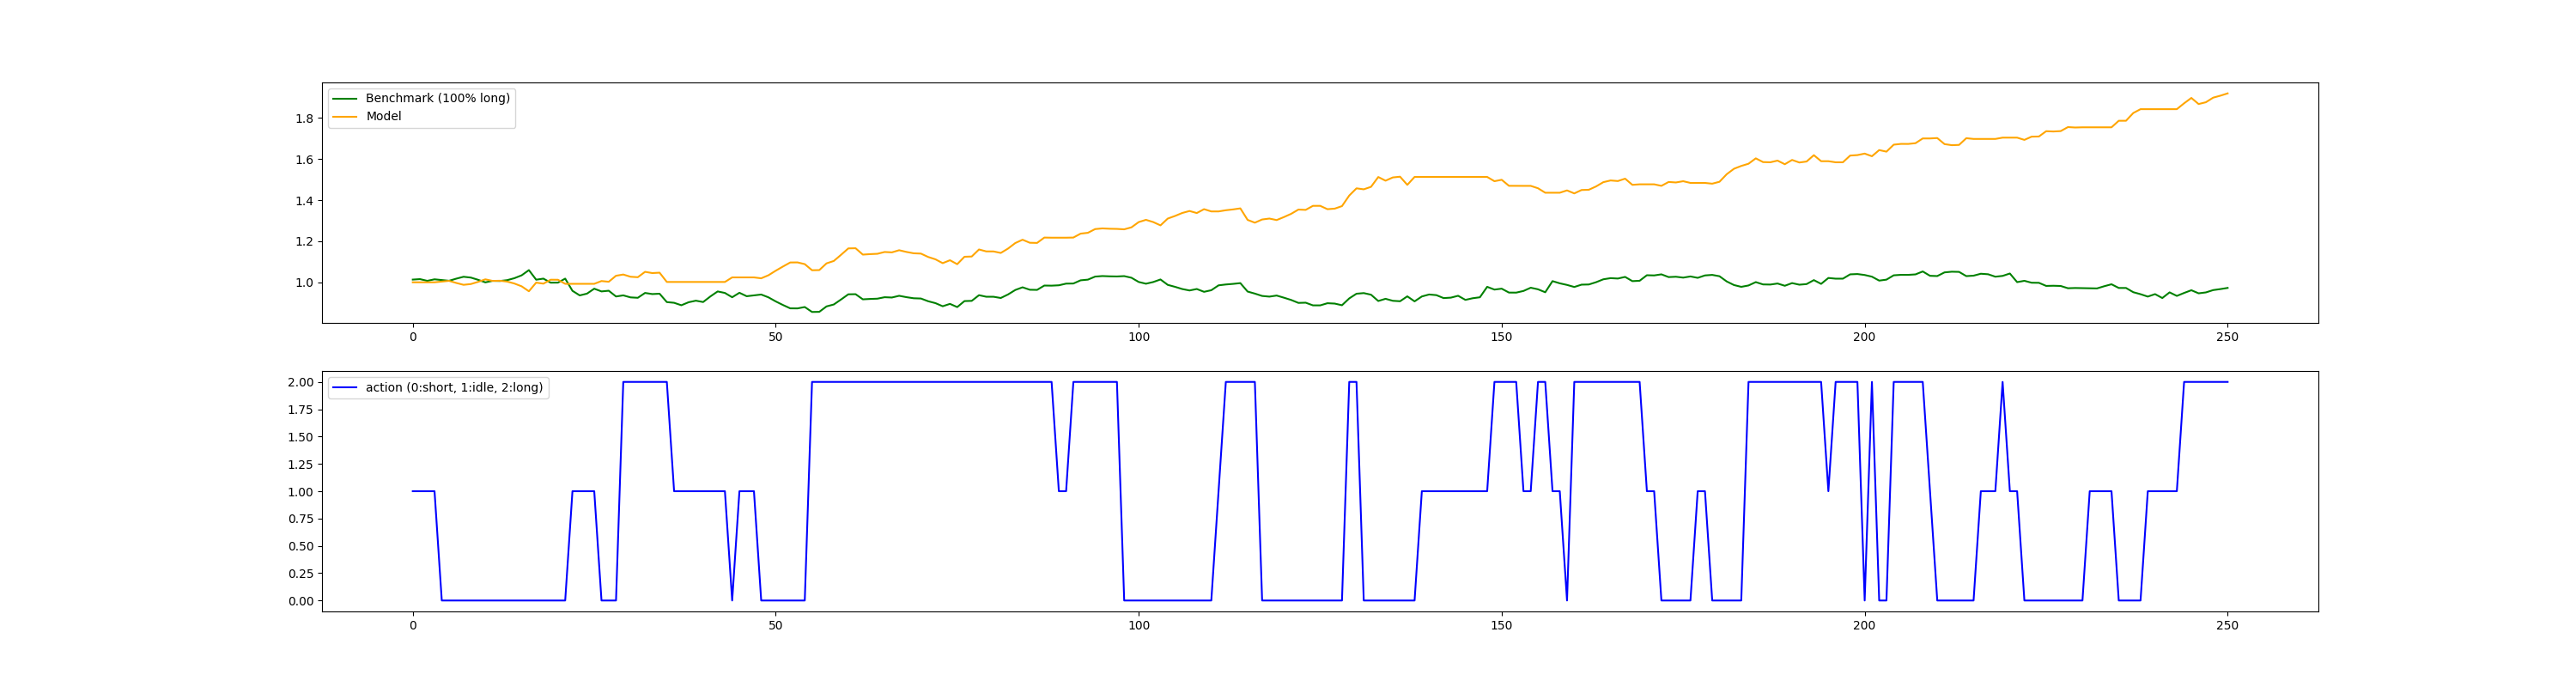 Benchmark (100% long)
Model
1.8
1.6
1.4
1.2
1.0
0 50 100 150 200 250
action (0:short, 1:idle, 2:long)
2.00
1.75
1.50
1.25
1.00
0.75
0.50
0.25
0.00
0 50 100 150 200 250